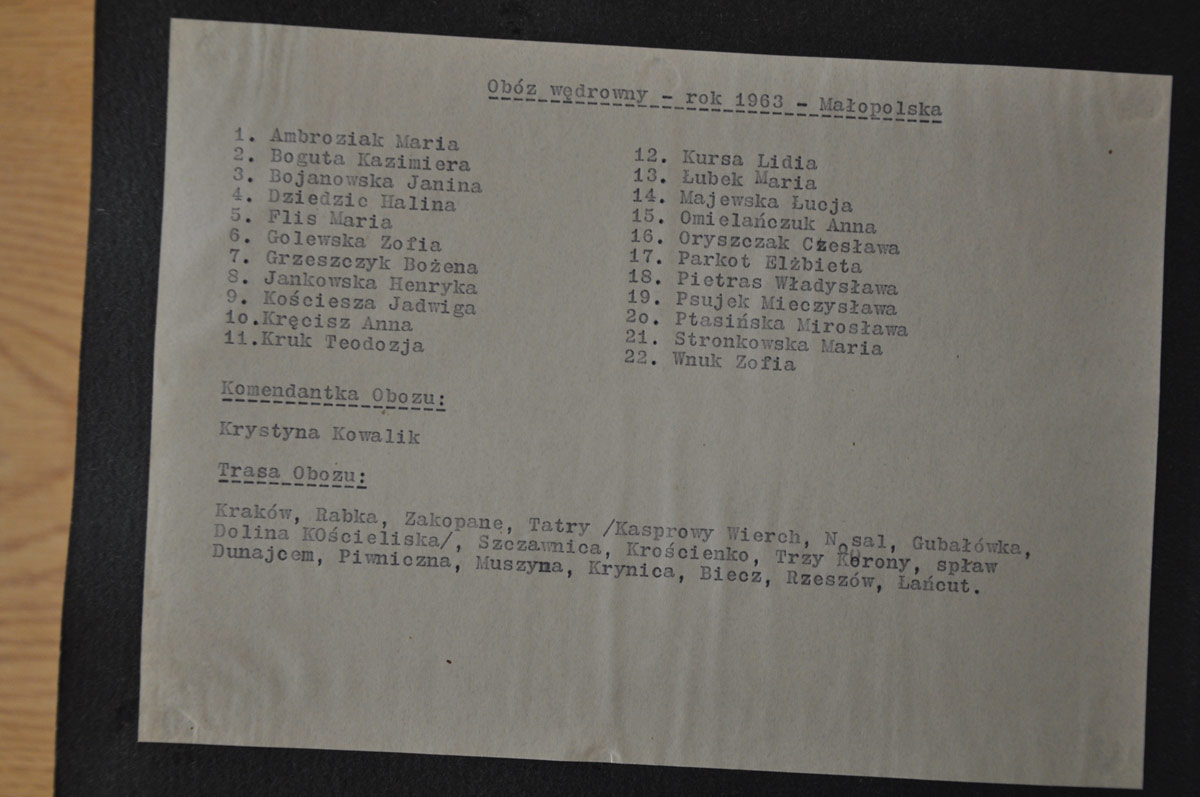 Obóz wędrowny - rok 1963 - Małopolska
1. Ambroziak Maria
2. Boguta Kazimiera
3. Bojanowska Janina
4. Dziedzic Halina
5. Flis Maria
6. Golewska Zofia
7. Grzeszczyk Bożena
8. Jankowska Henryka
9. Kościesza Jadwiga
1o.Kręcisz Anna
11.Kruk Teodozja
12. Kursa Lidia
13. Łubek Maria
14. Majewska Łucja
15. Omielańczuk Anna
16. Oryszczak Czesława
17. Parkot Elżbieta
18. Pietras Władysława
19. Psujek Mieczysława
2o. Ptasińska Mirosława
21. Stronkowska Maria
22. Wnuk Zofia
Komendantka Obozu:
Krystyna Kowalik
Trasa Obozu:
Kraków, Rabka, Zakopane, Tatry /Kasprowy Wierch, Nosal, Gubałówka,
Dolina KOścieliska/, Szczawnica, Krościenko, Trzy Korony, spław
Dunajcem, Piwniczna, Muszyna, Krynica, Biecz, Rzeszów, Łańcut.